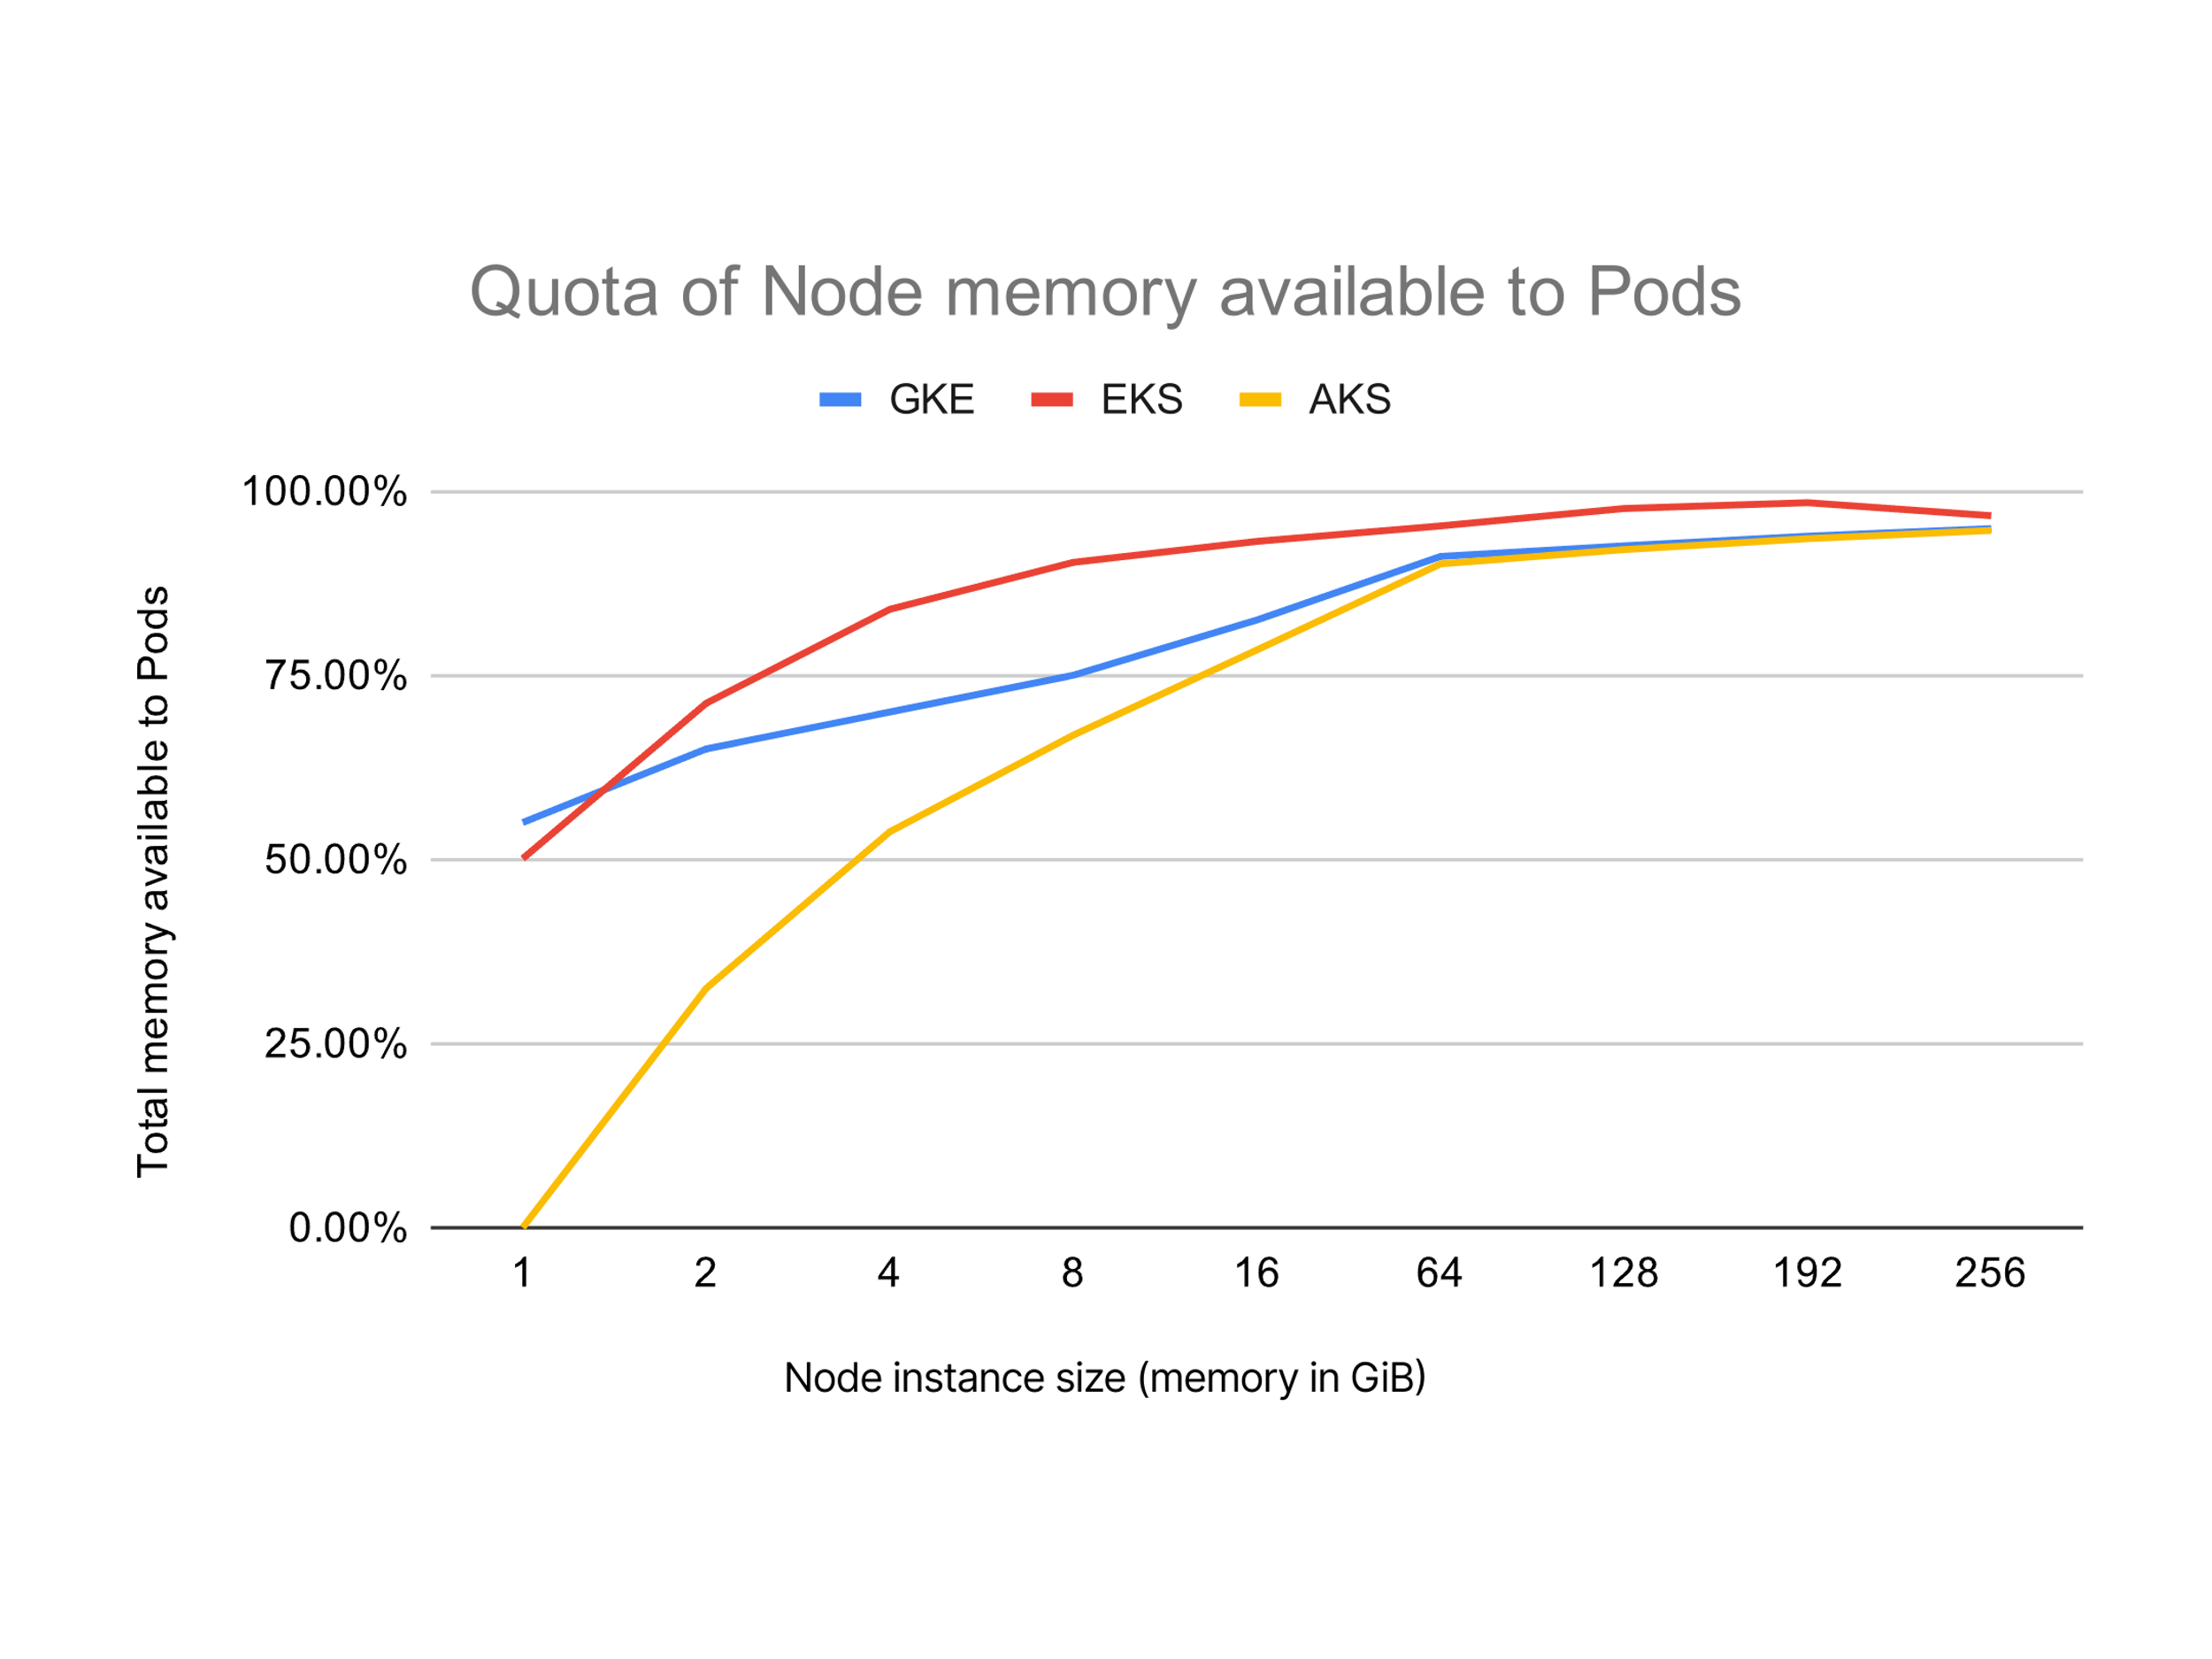 Quota of Node memory available to Pods
GKE EKS AKS
100.00%
75.00%
50.00%
25.00%
0.00%
Total memory available to Pods
1 2 4 8 16 64 128 192 256
Node instance size (memory in GiB)